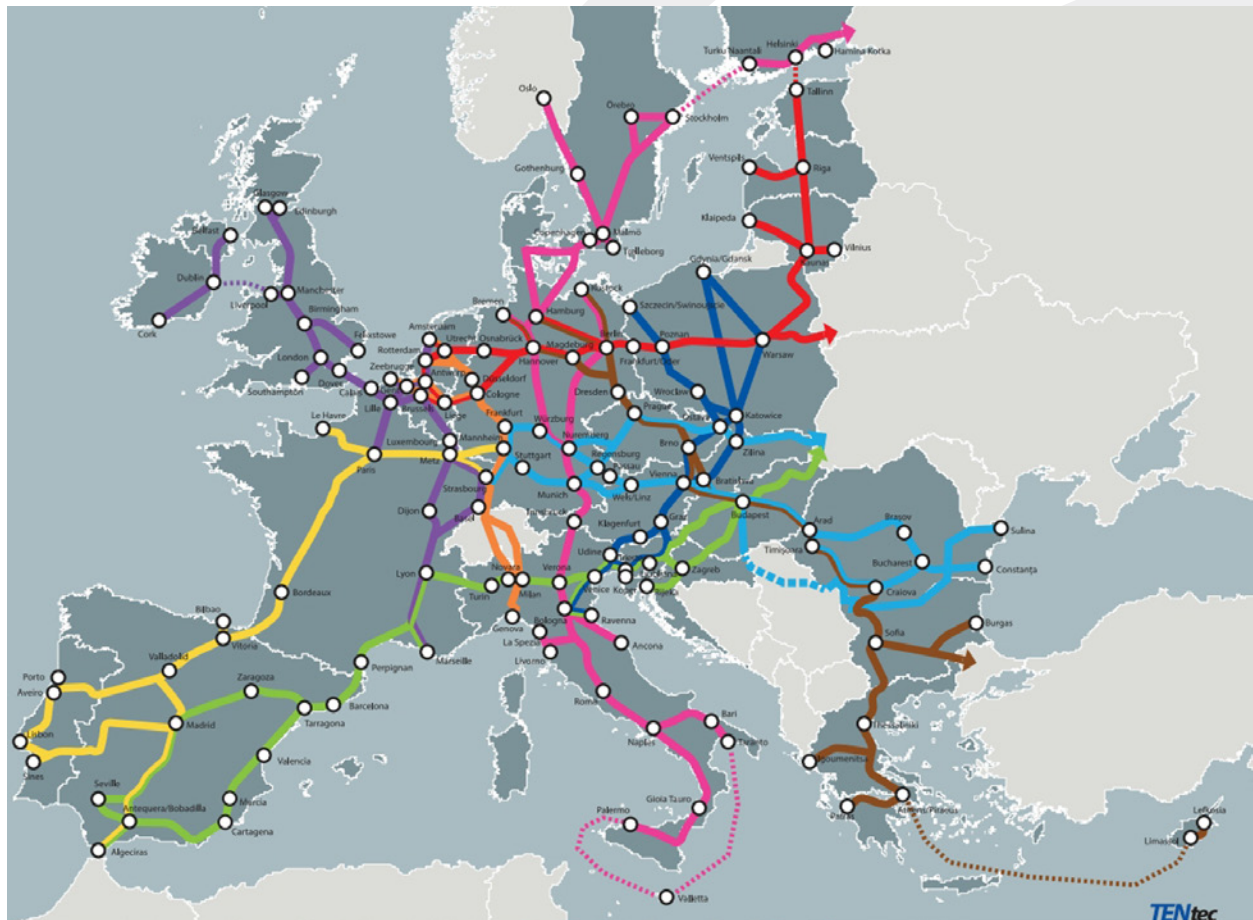 Helsinki
Turku Naantali
Hamina Kotka
Oslo
Tallinn
Örebro
Stockholm
Ventspils
Riga
Gothenburg
Glasgow
Edinburgh
Klaipeda
Belfast
Copenhagen
Malmö
Trelleborg
Kaunas
Vilnius
Gdynia/Gdansk
Dublin
Liverpool
Manchester
Rostock
Szczecin/Swinoujscie
Cork
Birmingham
Bremen
Hamburg
Felixstowe
Amsterdam
Utrecht
Osnabrück
Magdeburg
Berlin
Poznan
London
Rotterdam
Hannover
Frankfurt/Oder
Warsaw
Zeebrugge
Antwerp
Düsseldorf
Southampton
Dover
Calais
Cologne
Dresden
Wroclaw
Lille
Brussels
Liege
Prague
Katowice
Le Havre
Frankfurt
Würzburg
Ostava
Luxembourg
Mannheim
Nuremberg
Brno
Zilina
Paris
Metz
Stuttgart
Regensburg
Passau
Vienna
Strasbourg
Munich
Wels/Linz
Bratislava
Dijon
Basel
Innsbruck
Klagenfurt
Graz
Budapest
Arad
Braşov
Sulina
Timişoara
Udine
Bucharest
Constanţa
Lyon
Novara
Verona
Zagreb
Turin
Milan
Venice
Koper
Rijeka
Craiova
Bordeaux
Genova
Bologna
Ravenna
Bilbao
La Spezia
Ancona
Sofia
Burgas
Vitoria
Marseille
Livorno
Valladolid
Perpignan
Porto
Aveiro
Zaragoza
Barcelona
Roma
Madrid
Tarragona
Bari
Lisbon
Naples
Taranto
Thessaloniki
Valencia
Igoumenitsa
Sines
Seville
Murcia
Gioia Tauro
Athens/Piraeus
Patras
Lefkosia
Antequera/Bobadilla
Cartagena
Palermo
Limassol
Algeciras
Valletta
TENtec